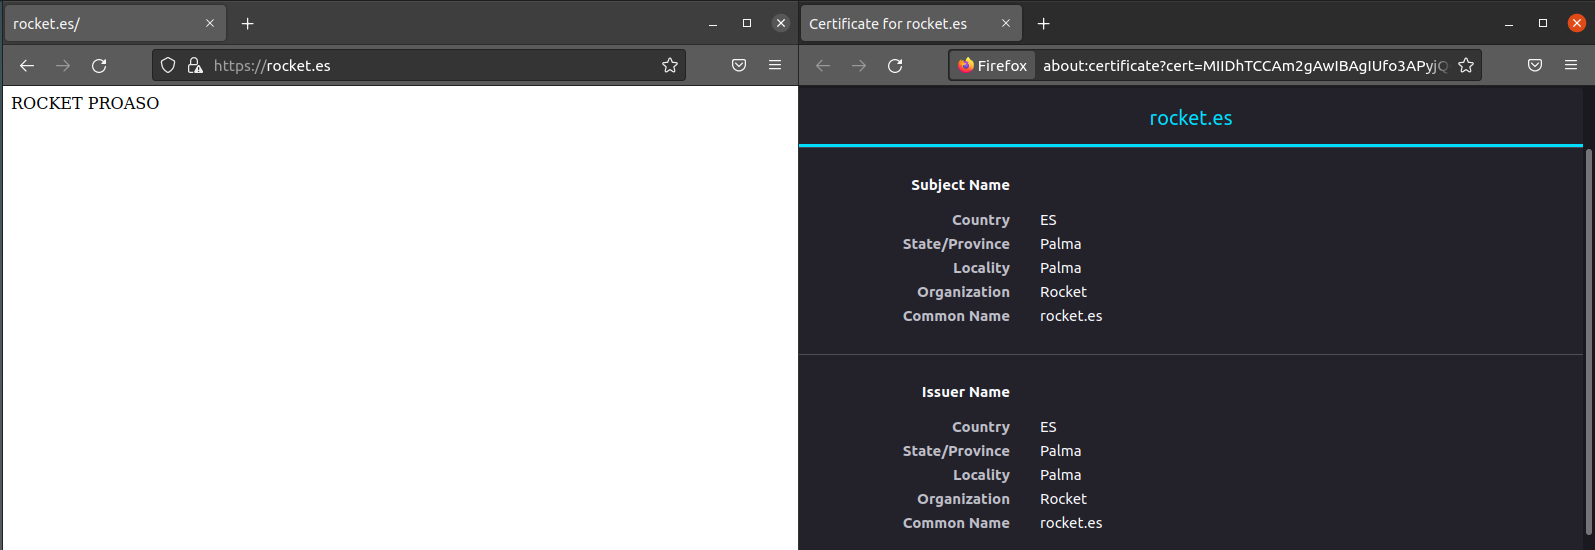 rocket.es/
https://rocket.es
ROCKET PROASO
Certificate for rocket.es
Firefox
about:certificate?cert=MIIDhTCCAm2gAwIBAgIUfo3APyjQ
rocket.es
Subject Name
Country ES
State/Province Palma
Locality Palma
Organization Rocket
Common Name rocket.es
Issuer Name
Country ES
State/Province Palma
Locality Palma
Organization Rocket
Common Name rocket.es